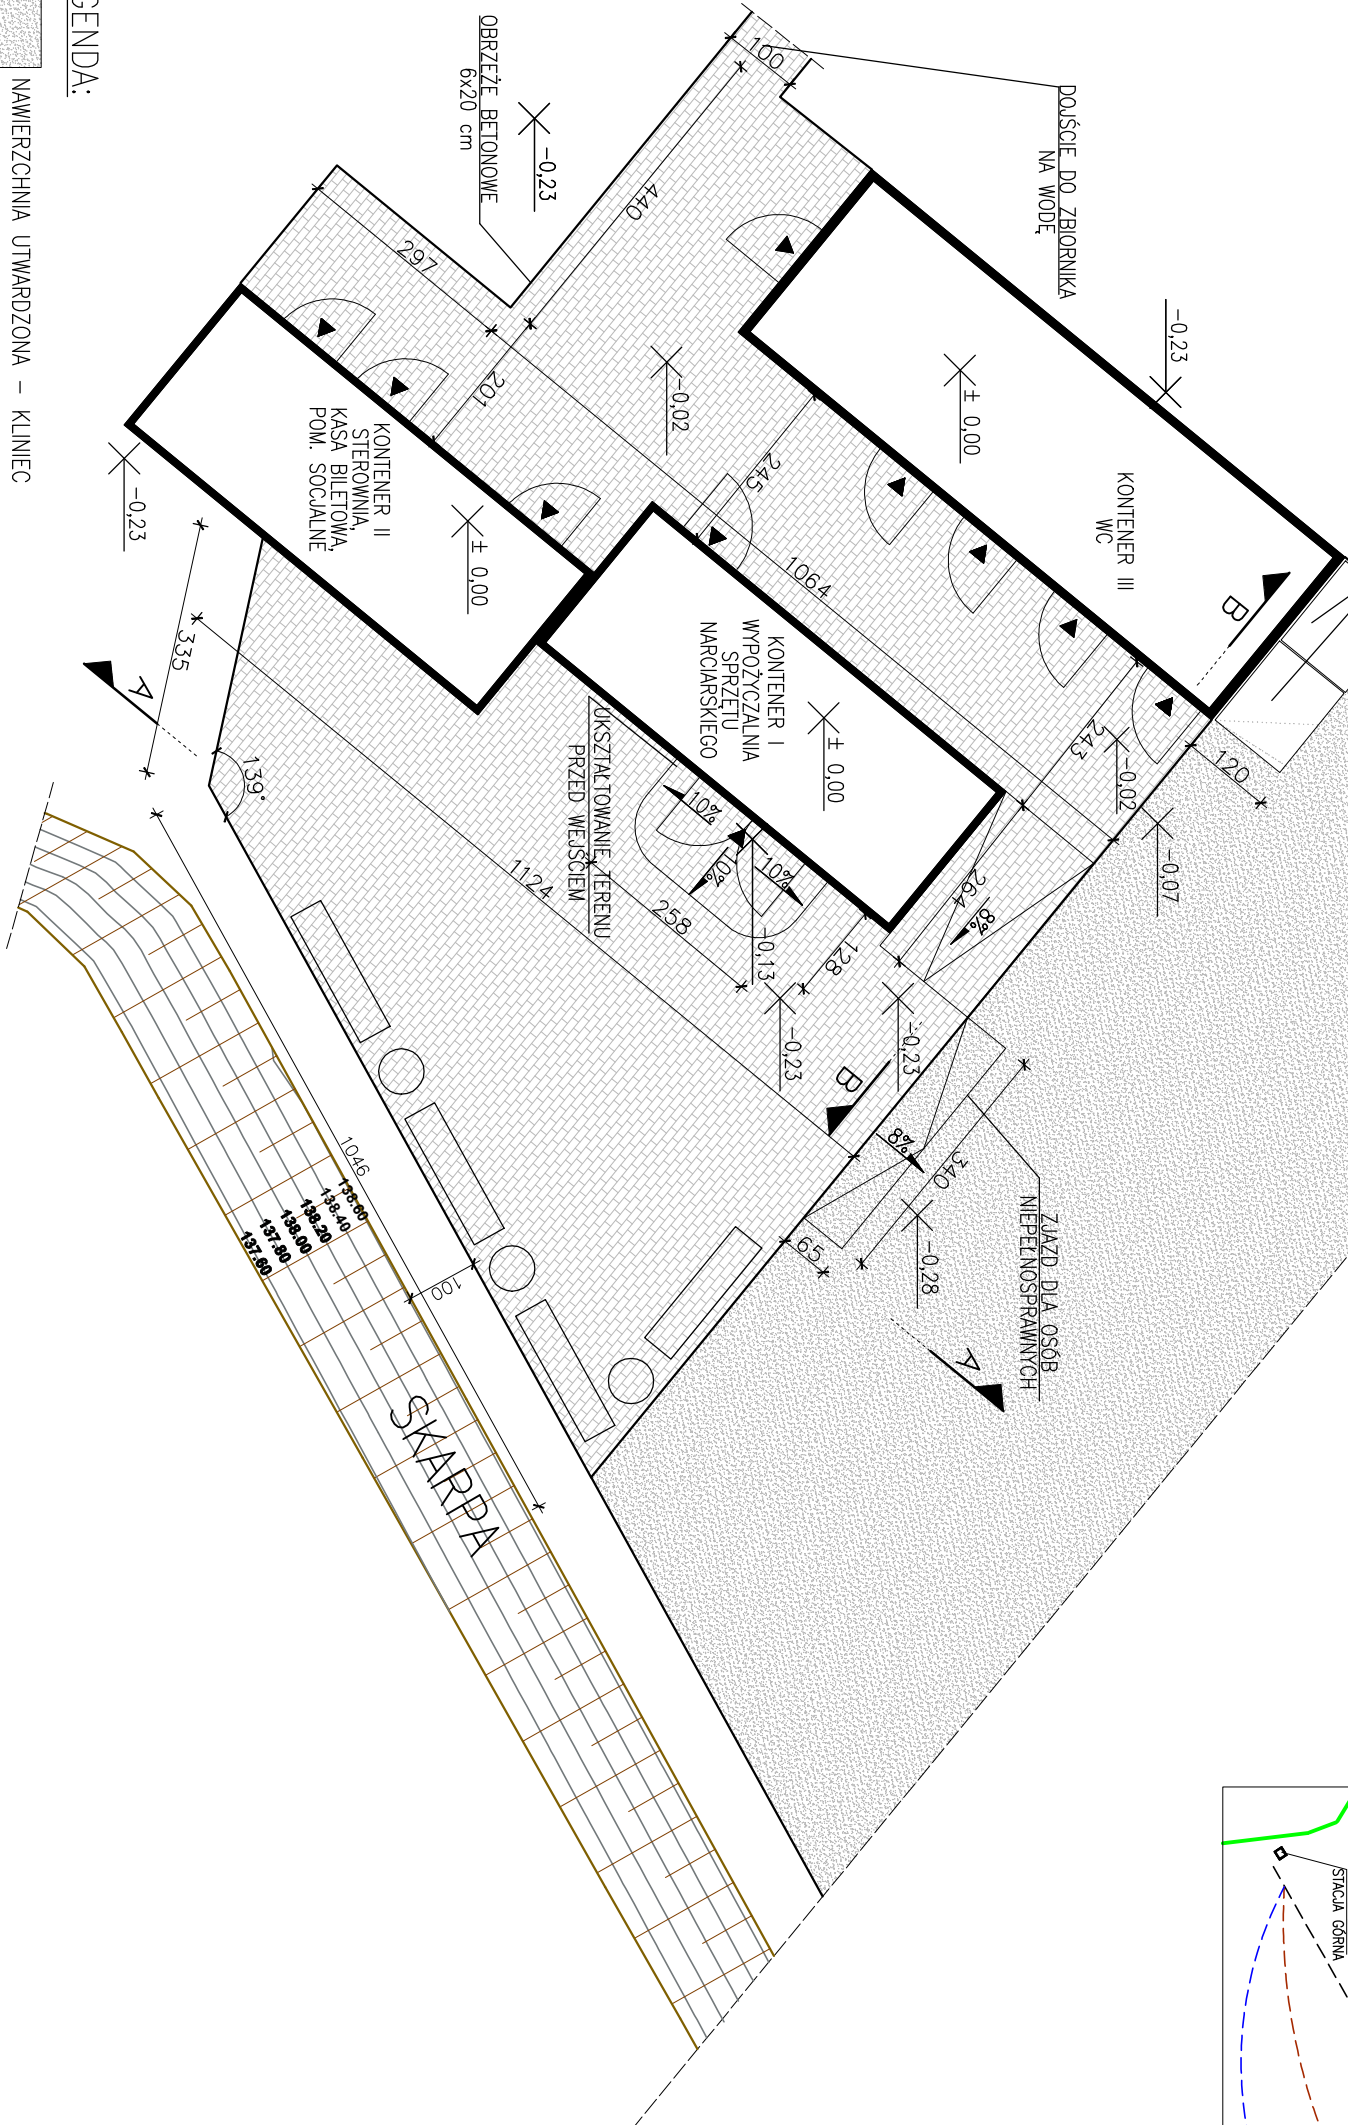 DOJŚCIE DO ZBIORNIKA
NA WODĘ
OBRZEŻE BETONOWE
6x20 cm
-0,23
-0,23
100
440
297
201
-0,02
± 0,00
KONTENER III
WC
B
245
1064
243
-0,02
120
-0,07
KONTENER II
STEROWNIA,
KASA BILETOWA,
POM. SOCJALNE
± 0,00
-0,23
KONTENER I
WYPOŻYCZALNIA
SPRZĘTU
NARCIARSKIEGO
± 0,00
UKSZTAŁTOWANIE TERENU
PRZED WEJŚCIEM
10%
10%
10%
-0,13
258
128
264
8%
-0,23
-0,23
B
8%
340
-0,28
65
ZJAZD DLA OSÓB
NIEPEŁNOSPRAWNYCH
A
335
A
139°
1124
1046
100
138.60
138.40
138.20
138.00
137.80
137.60
SKARPA
STACJA GÓRNA
GENDA:
NAWIERZCHNIA UTWARDZONA - KLINIEC